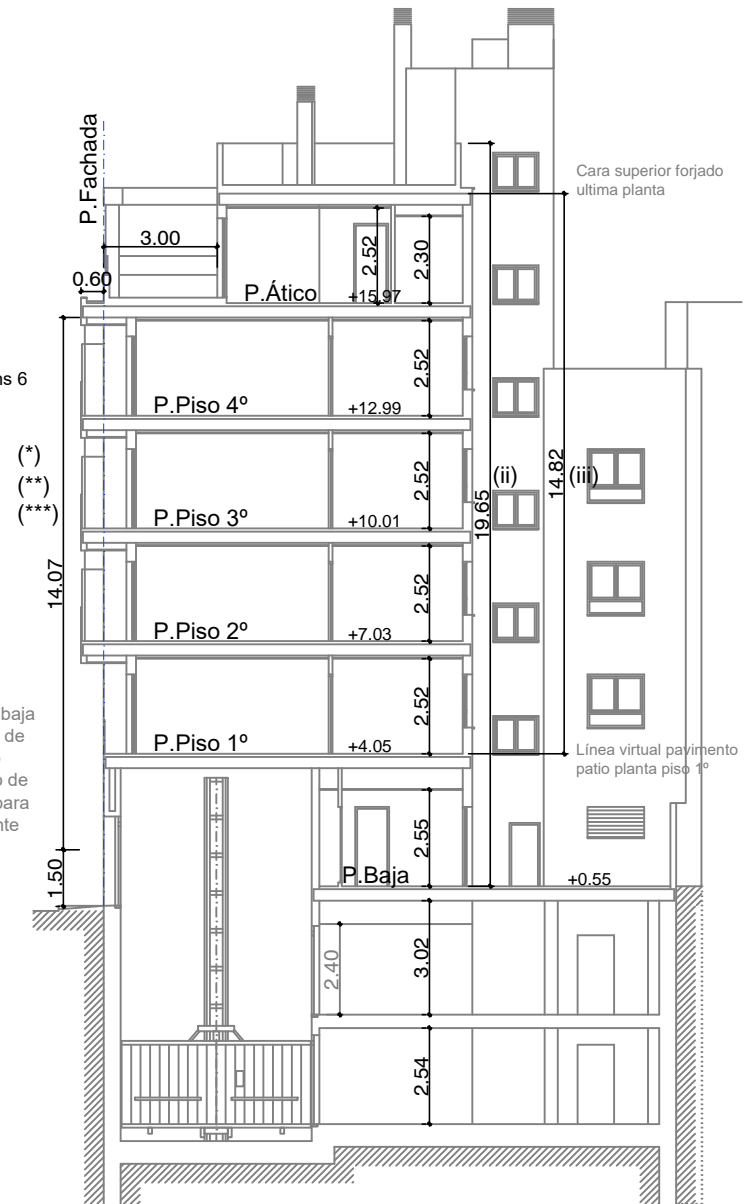 P.Fachada
Cara superior forjado
ultima planta
3.00
2.52
2.30
0.60
P.Ático
+15.97
ns 6
2.52
P.Piso 4º
+12.99
(*)
(**)
(***)
2.52
(ii)
(iii)
19.65
14.82
P.Piso 3º
+10.01
14.07
2.52
P.Piso 2º
+7.03
2.52
baja
de
P.Piso 1º
+4.05
Línea virtual pavimento
patio planta piso 1º
o de
para
nte
1.50
2.55
P.Baja
+0.55
2.40
3.02
2.54